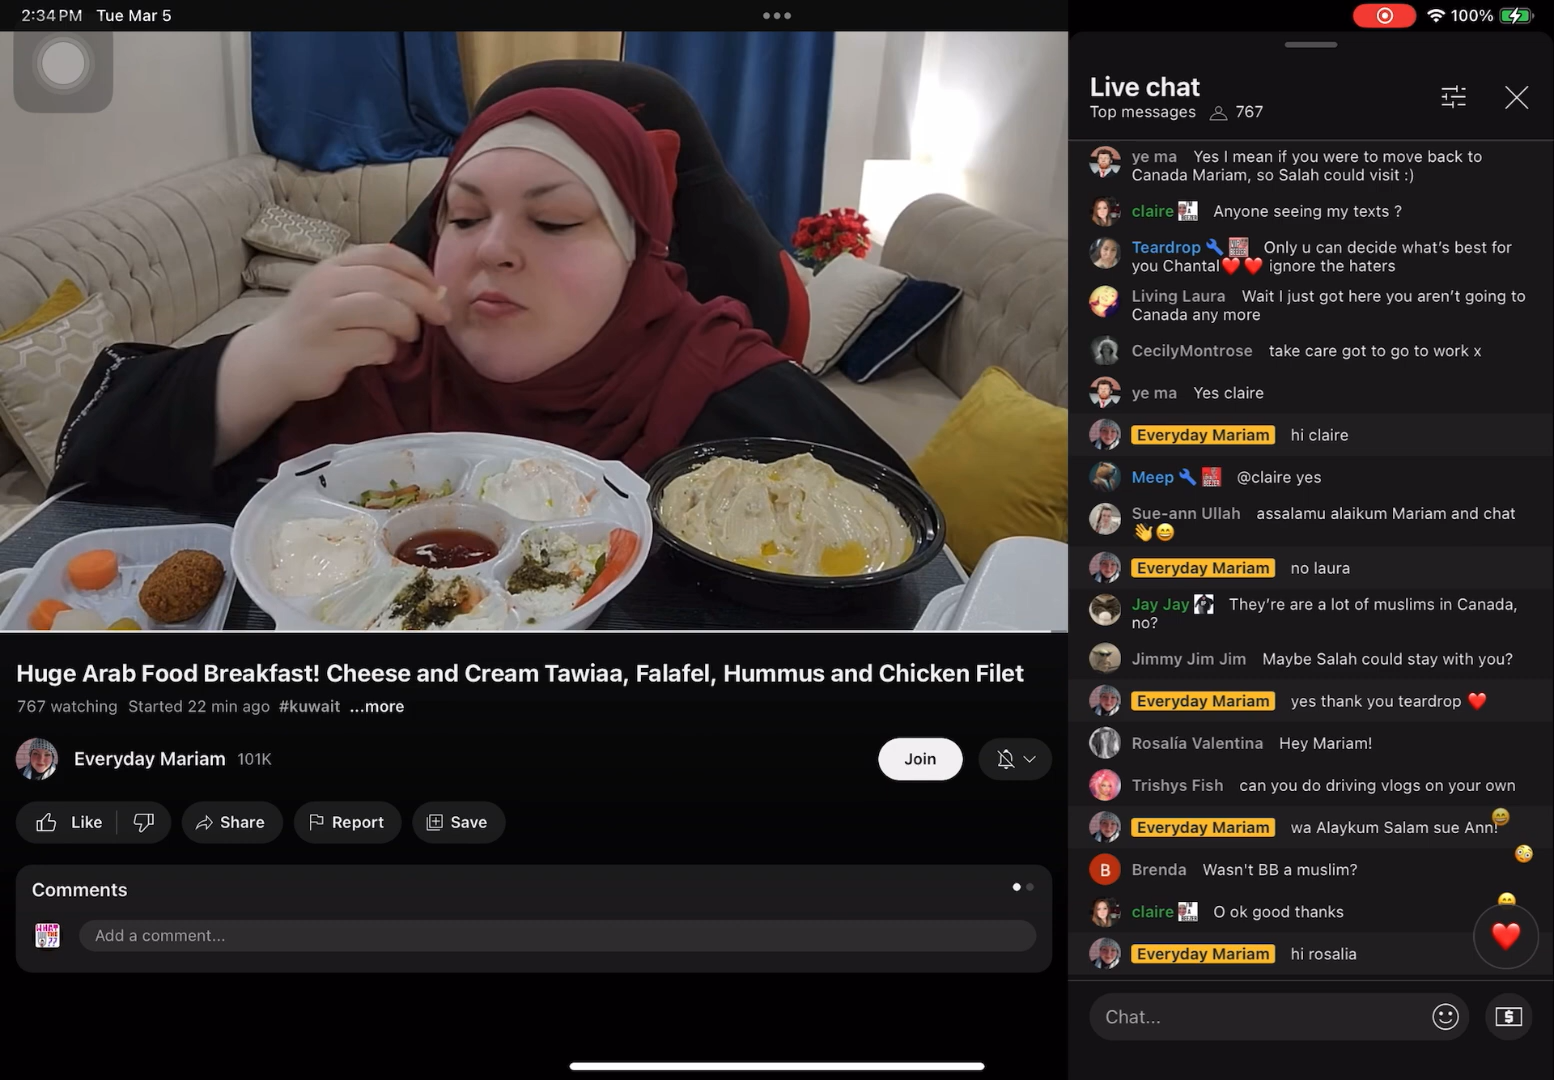 2:34 PM Tue Mar 5
100%
Live chat
Top messages 767
ye ma Yes I mean if you were to move back to
Canada Mariam, so Salah could visit :)
claire Anyone seeing my texts ?
Teardrop Only u can decide what's best for
you Chantal❤️❤️ ignore the haters
Living Laura Wait I just got here you aren't going to
Canada any more
CecilyMontrose take care got to go to work x
ye ma Yes claire
Everyday Mariam hi claire
Meep @claire yes
Sue-ann Ullah assalamu alaikum Mariam and chat
👋😄
Everyday Mariam no laura
Jay Jay They're are a lot of muslims in Canada,
no?
Jimmy Jim Jim Maybe Salah could stay with you?
Everyday Mariam yes thank you teardrop ❤️
Rosalía Valentina Hey Mariam!
Trishys Fish can you do driving vlogs on your own
Everyday Mariam wa Alaykum Salam sue Ann!
B Brenda Wasn't BB a muslim?
claire O ok good thanks
Everyday Mariam hi rosalia
Chat...
Huge Arab Food Breakfast! Cheese and Cream Tawiaa, Falafel, Hummus and Chicken Filet
767 watching Started 22 min ago #kuwait ...more
Everyday Mariam 101K
Join
Like
Share
Report
Save
Comments
Add a comment...